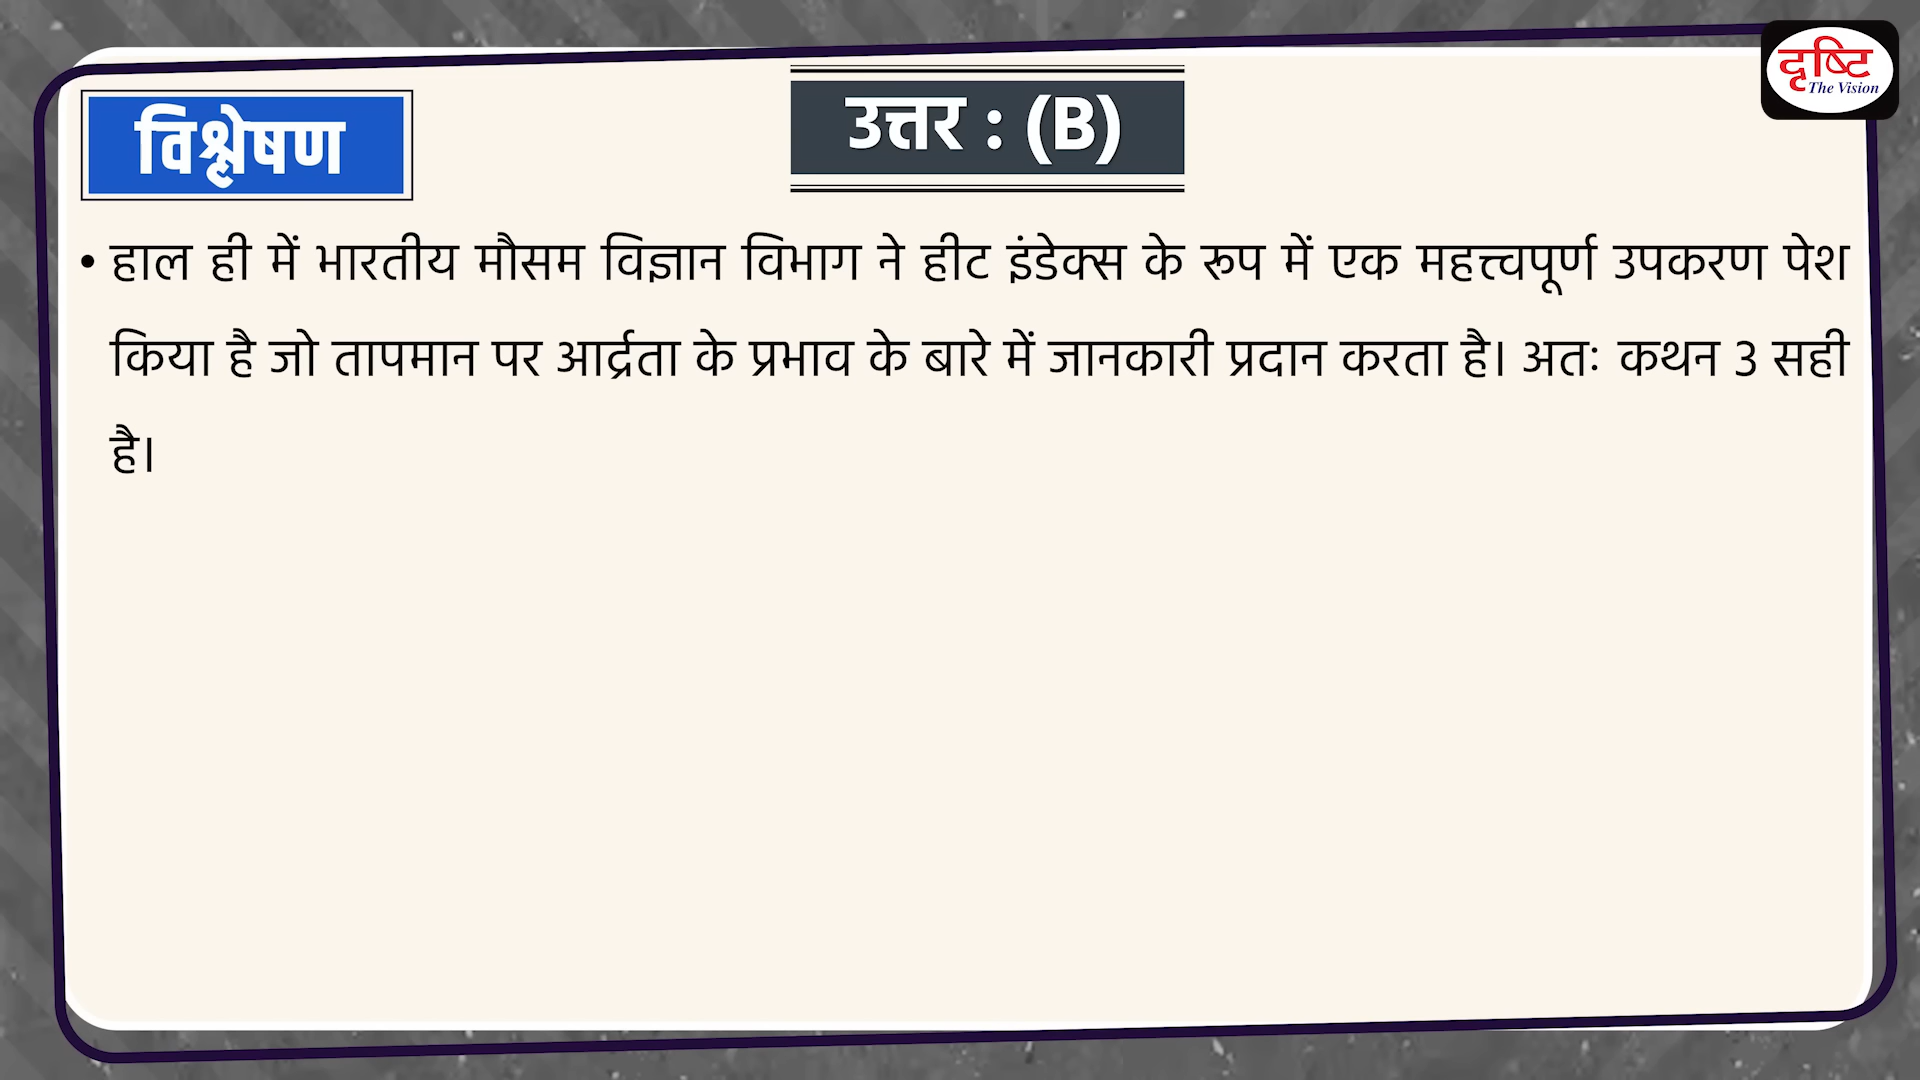 दृष्टि
The Vision
विश्लेषण
उत्तर : (B)
• हाल ही में भारतीय मौसम विज्ञान विभाग ने हीट इंडेक्स के रूप में एक महत्त्वपूर्ण उपकरण पेश
किया है जो तापमान पर आर्द्रता के प्रभाव के बारे में जानकारी प्रदान करता है। अतः कथन 3 सही
है।